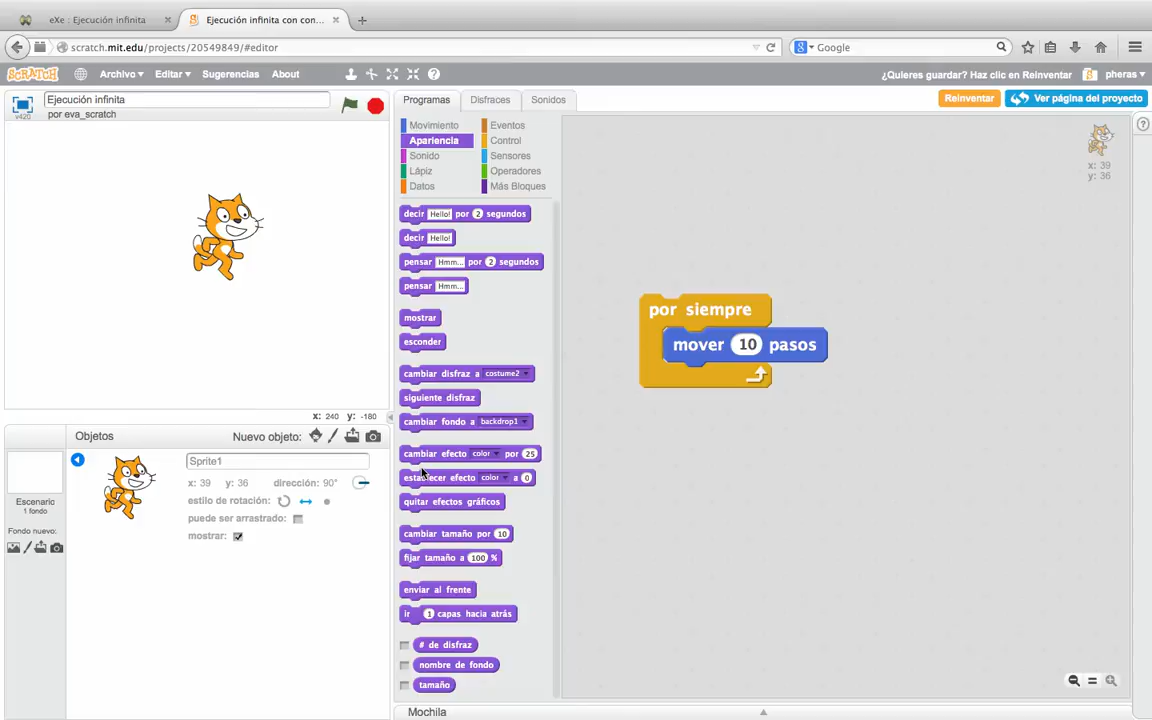 eXe : Ejecución infinita
Ejecución infinita con con...
scratch.mit.edu/projects/20549849/#editor
Google
SCRATCH
Archivo
Editar
Sugerencias
About
¿Quieres guardar? Haz clic en Reinventar
pheras
v420
Ejecución infinita
por eva_scratch
Programas
Disfraces
Sonidos
Reinventar
Ver página del proyecto
Movimiento
Apariencia
Sonido
Lápiz
Datos
Eventos
Control
Sensores
Operadores
Más Bloques
decir Hello! por 2 segundos
decir Hello!
pensar Hmm... por 2 segundos
pensar Hmm...
mostrar
esconder
cambiar disfraz a costume2
siguiente disfraz
cambiar fondo a backdrop1
cambiar efecto color por 25
establecer efecto color a 0
quitar efectos gráficos
cambiar tamaño por 10
fijar tamaño a 100 %
enviar al frente
ir 1 capas hacia atrás
# de disfraz
nombre de fondo
tamaño
por siempre
mover 10 pasos
x: 39
y: 36
x: 240 y: -180
Objetos
Nuevo objeto:
Escenario
1 fondo
Fondo nuevo:
Sprite1
x: 39 y: 36 dirección: 90°
estilo de rotación:
puede ser arrastrado:
mostrar:
Mochila